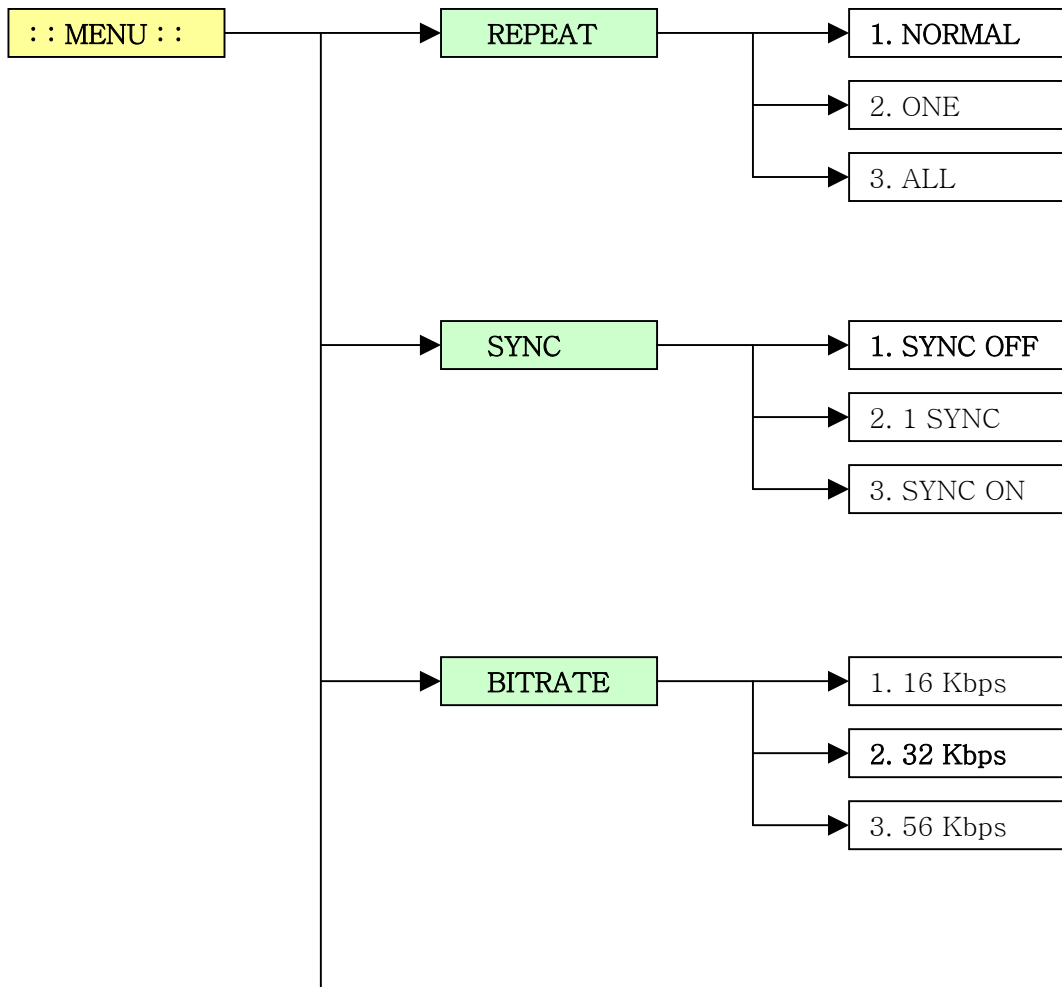 : : MENU : :
REPEAT
1. NORMAL
2. ONE
3. ALL
SYNC
1. SYNC OFF
2. 1 SYNC
3. SYNC ON
BITRATE
1. 16 Kbps
2. 32 Kbps
3. 56 Kbps